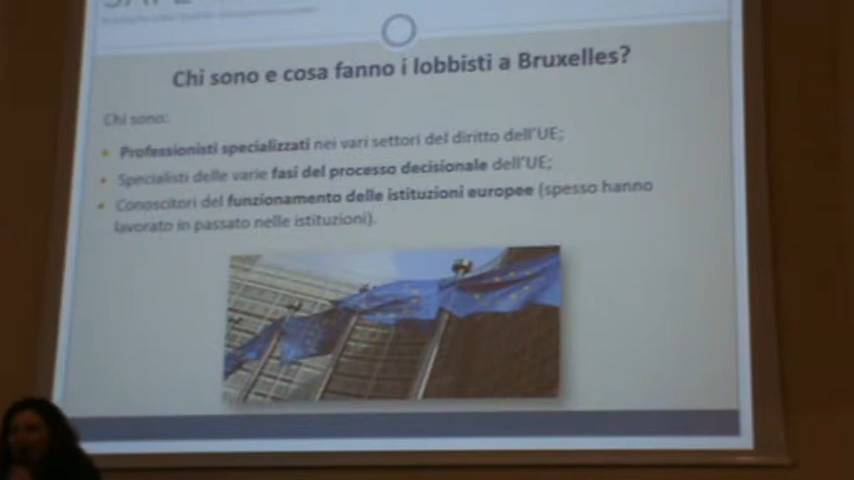 Chi sono e cosa fanno i lobbisti a Bruxelles?
Chi sono:
Professionisti specializzati nei vari settori del diritto dell'UE;
Specialisti delle varie fasi del processo decisionale dell'UE;
Conoscitori del funzionamento delle istituzioni europee (spesso hanno
lavorato in passato nelle istituzioni).